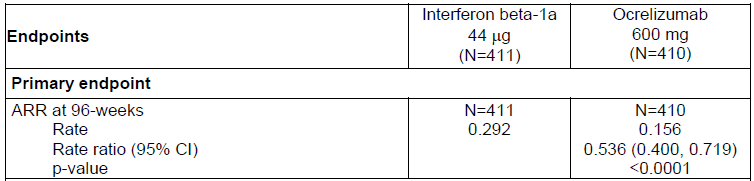 Endpoints Interferon beta-1a 44 µg (N=411) Ocrelizumab 600 mg (N=410)
Primary endpoint
ARR at 96-weeks N=411 N=410
Rate 0.292 0.156
Rate ratio (95% CI) 0.536 (0.400, 0.719)
p-value <0.0001